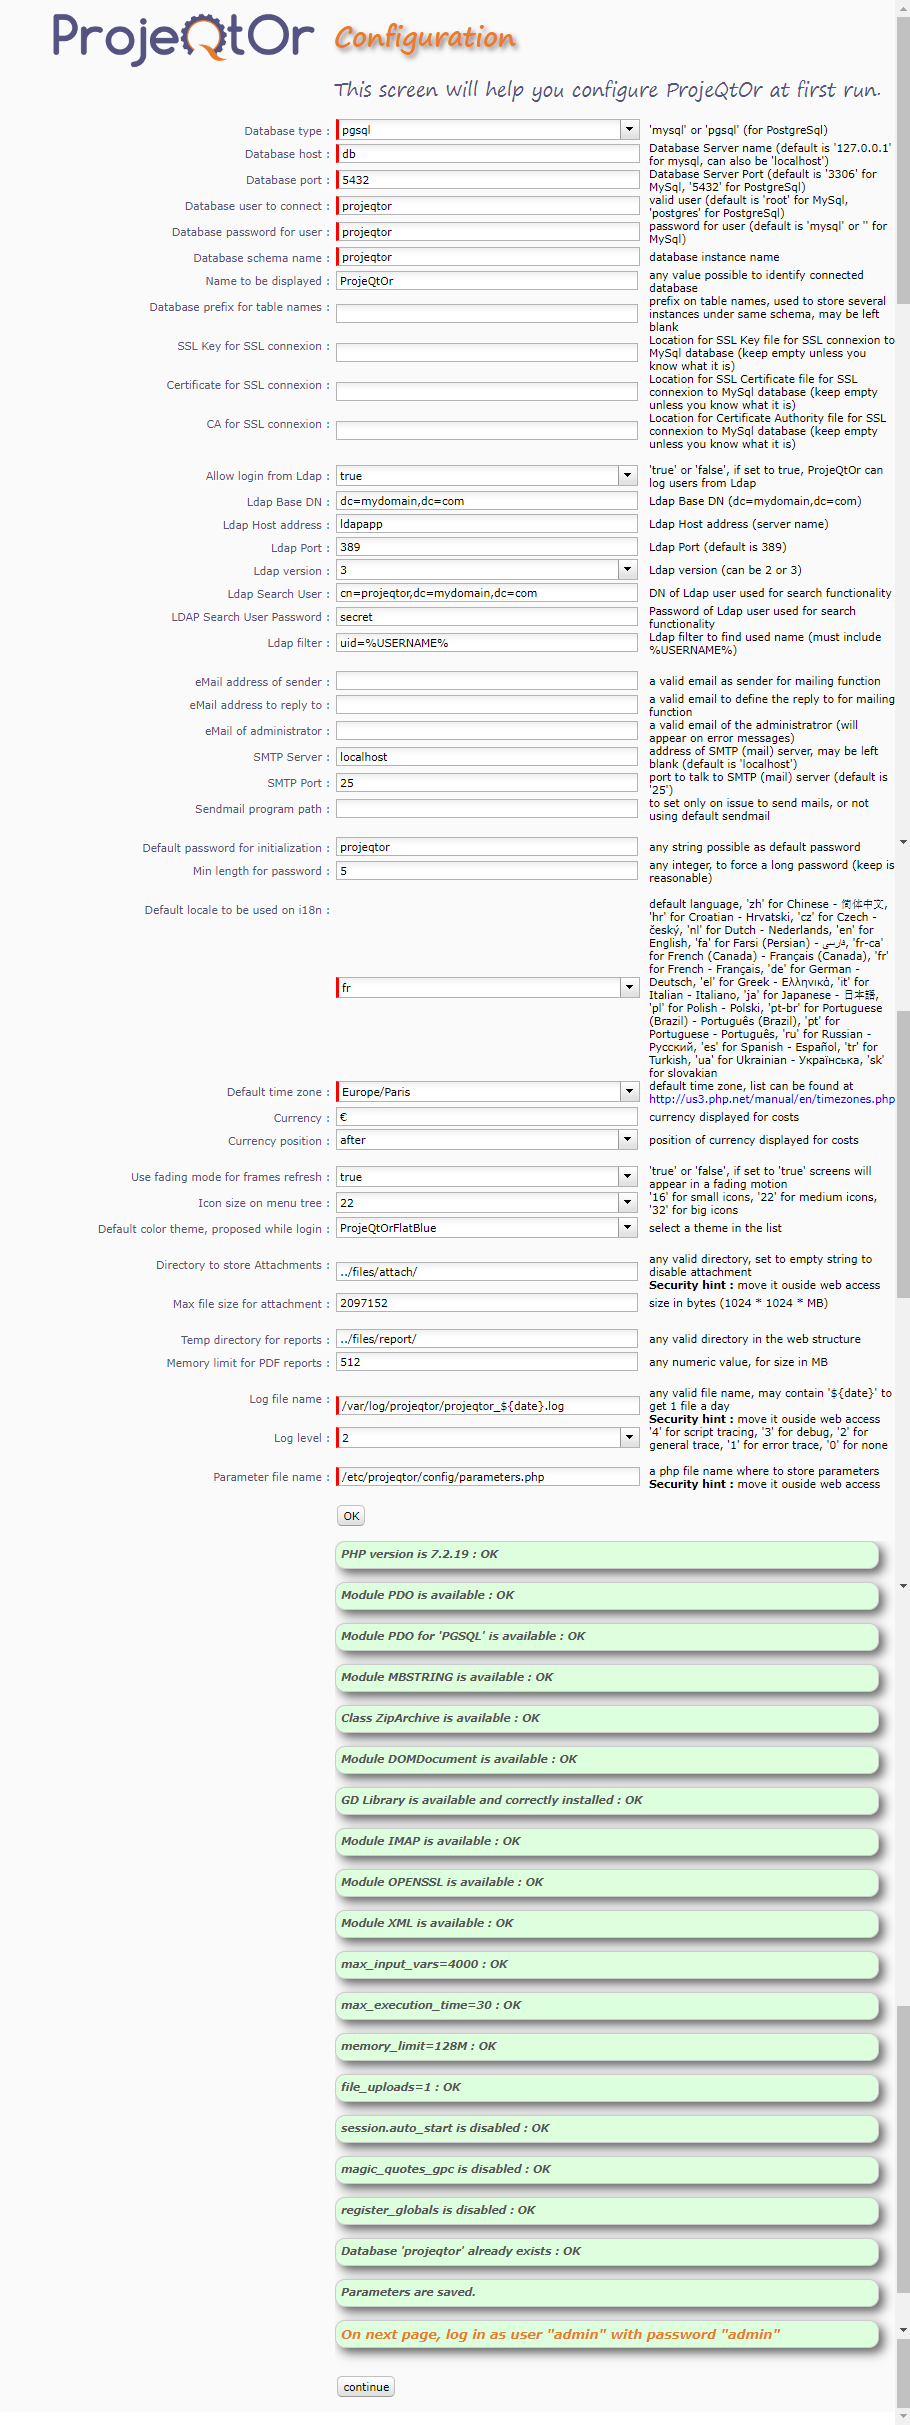 ProjeQtOr
Configuration
This screen will help you configure ProjeQtOr at first run.
Database type : pgsql 'mysql' or 'pgsql' (for PostgreSql)
Database host : db Database Server name (default is '127.0.0.1'
for mysql, can also be 'localhost')
Database port : 5432 Database Server Port (default is '3306' for
MySql, '5432' for PostgreSql)
Database user to connect : projeqtor valid user (default is 'root' for MySql,
'postgres' for PostgreSql)
Database password for user : projeqtor password for user (default is 'mysql' or '' for
MySql)
Database schema name : projeqtor database instance name
Name to be displayed : ProjeQtOr any value possible to identify connected
database
Database prefix for table names : prefix on table names, used to store several
instances under same schema, may be left
blank
SSL Key for SSL connexion : Location for SSL Key file for SSL connexion to
MySql database (keep empty unless you
know what it is)
Certificate for SSL connexion : Location for SSL Certificate file for SSL
connexion to MySql database (keep empty
unless you know what it is)
CA for SSL connexion : Location for Certificate Authority file for SSL
connexion to MySql database (keep empty
unless you know what it is)
Allow login from Ldap : true 'true' or 'false', if set to true, ProjeQtOr can
log users from Ldap
Ldap Base DN : dc=mydomain,dc=com Ldap Base DN (dc=mydomain,dc=com)
Ldap Host address : ldapapp Ldap Host address (server name)
Ldap Port : 389 Ldap Port (default is 389)
Ldap version : 3 Ldap version (can be 2 or 3)
Ldap Search User : cn=projeqtor,dc=mydomain,dc=com DN of Ldap user used for search functionality
LDAP Search User Password : secret Password of Ldap user used for search
functionality
Ldap filter : uid=%USERNAME% Ldap filter to find used name (must include
%USERNAME%)
eMail address of sender : a valid email as sender for mailing function
eMail address to reply to : a valid email to define the reply to for mailing
function
eMail of administrator : a valid email of the administratror (will
appear on error messages)
SMTP Server : localhost address of SMTP (mail) server, may be left
blank (default is 'localhost')
SMTP Port : 25 port to talk to SMTP (mail) server (default is
'25')
Sendmail program path : to set only on issue to send mails, or not
using default sendmail
Default password for initialization : projeqtor any string possible as default password
Min length for password : 5 any integer, to force a long password (keep is
reasonable)
Default locale to be used on i18n : fr default language, 'zh' for Chinese - 简体中文,
'hr' for Croatian - Hrvatski, 'cz' for Czech -
český, 'nl' for Dutch - Nederlands, 'en' for
English, 'fa' for Farsi (Persian) - فارسی, 'fr-ca'
for French (Canada) - Français (Canada), 'fr'
for French - Français, 'de' for German -
Deutsch, 'el' for Greek - Ελληνικά, 'it' for
Italian - Italiano, 'ja' for Japanese - 日本語,
'pl' for Polish - Polski, 'pt-br' for Portuguese
(Brazil) - Português (Brazil), 'pt' for
Portuguese - Português, 'ru' for Russian -
Русский, 'es' for Spanish - Español, 'tr' for
Turkish, 'ua' for Ukrainian - Українська, 'sk'
for slovakian
Default time zone : Europe/Paris default time zone, list can be found at
http://us3.php.net/manual/en/timezones.php
Currency : € currency displayed for costs
Currency position : after position of currency displayed for costs
Use fading mode for frames refresh : true 'true' or 'false', if set to 'true' screens will
appear in a fading motion
Icon size on menu tree : 22 '16' for small icons, '22' for medium icons,
'32' for big icons
Default color theme, proposed while login : ProjeQtOrFlatBlue select a theme in the list
Directory to store Attachments : ../files/attach/ any valid directory, set to empty string to
disable attachment
Security hint : move it ouside web access
Max file size for attachment : 2097152 size in bytes (1024 * 1024 * MB)
Temp directory for reports : ../files/report/ any valid directory in the web structure
Memory limit for PDF reports : 512 any numeric value, for size in MB
Log file name : /var/log/projeqtor/projeqtor_${date}.log any valid file name, may contain '${date}' to
get 1 file a day
Security hint : move it ouside web access
Log level : 2 '4' for script tracing, '3' for debug, '2' for
general trace, '1' for error trace, '0' for none
Parameter file name : /etc/projeqtor/config/parameters.php a php file name where to store parameters
Security hint : move it ouside web access
OK
PHP version is 7.2.19 : OK
Module PDO is available : OK
Module PDO for 'PGSQL' is available : OK
Module MBSTRING is available : OK
Class ZipArchive is available : OK
Module DOMDocument is available : OK
GD Library is available and correctly installed : OK
Module IMAP is available : OK
Module OPENSSL is available : OK
Module XML is available : OK
max_input_vars=4000 : OK
max_execution_time=30 : OK
memory_limit=128M : OK
file_uploads=1 : OK
session.auto_start is disabled : OK
magic_quotes_gpc is disabled : OK
register_globals is disabled : OK
Database 'projeqtor' already exists : OK
Parameters are saved.
On next page, log in as user "admin" with password "admin"
continue